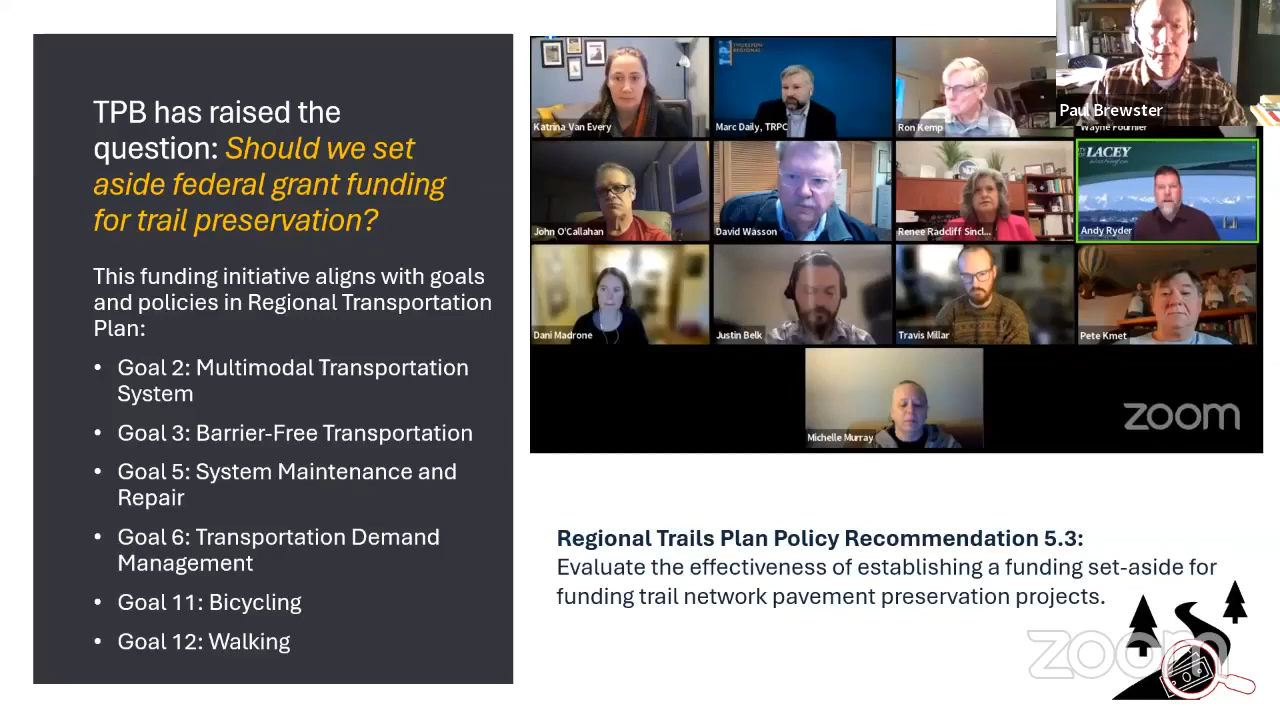 TPB has raised the
question: Should we set
aside federal grant funding
for trail preservation?
This funding initiative aligns with goals
and policies in Regional Transportation
Plan:
• Goal 2: Multimodal Transportation
System
• Goal 3: Barrier-Free Transportation
• Goal 5: System Maintenance and
Repair
• Goal 6: Transportation Demand
Management
• Goal 11: Bicycling
• Goal 12: Walking
THURSTON
REGIONAL
Katrina Van Every
Marc Daily, TRPC
Ron Kemp
Paul Brewster
Wayne Fournier
LACEY
John O'Callahan
David Wasson
Renee Radcliff Sincl...
Andy Ryder
Dani Madrone
Justin Belk
Travis Millar
Pete Kmet
Michelle Murray
zoom
Regional Trails Plan Policy Recommendation 5.3:
Evaluate the effectiveness of establishing a funding set-aside for
funding trail network pavement preservation projects.
zoom